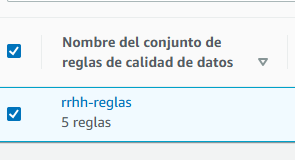 Nombre del conjunto de
reglas de calidad de datos
rrhh-reglas
5 reglas